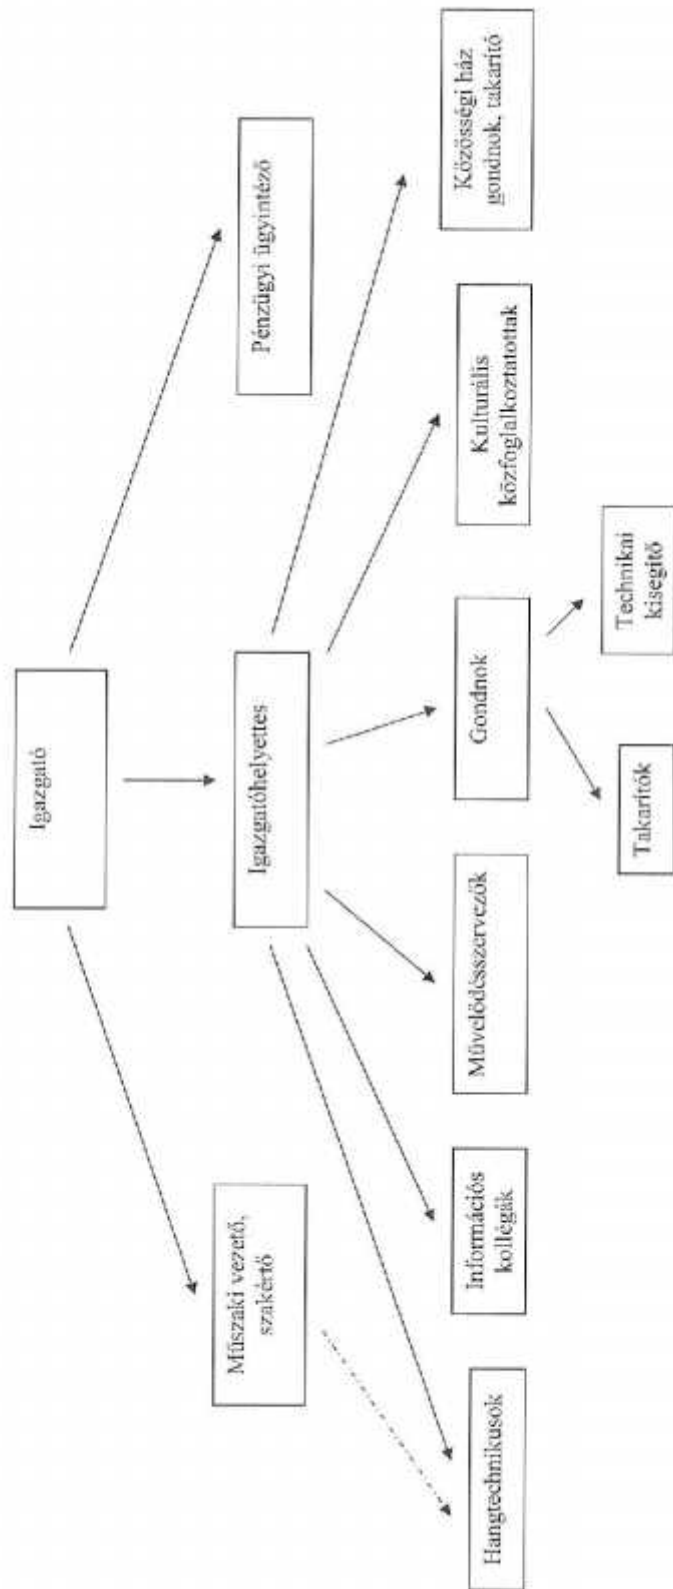 Igazgató
Műszaki vezető,
szakértő
Igazgatóhelyettes
Pénzügyi ügyintéző
Hangtechnikusok
Információs
kollégák
Művelődésszervezők
Gondnok
Kulturális
közfoglalkoztatottak
Közösségi ház
gondnok, takarító
Takarítók
Technikai
kisegítő